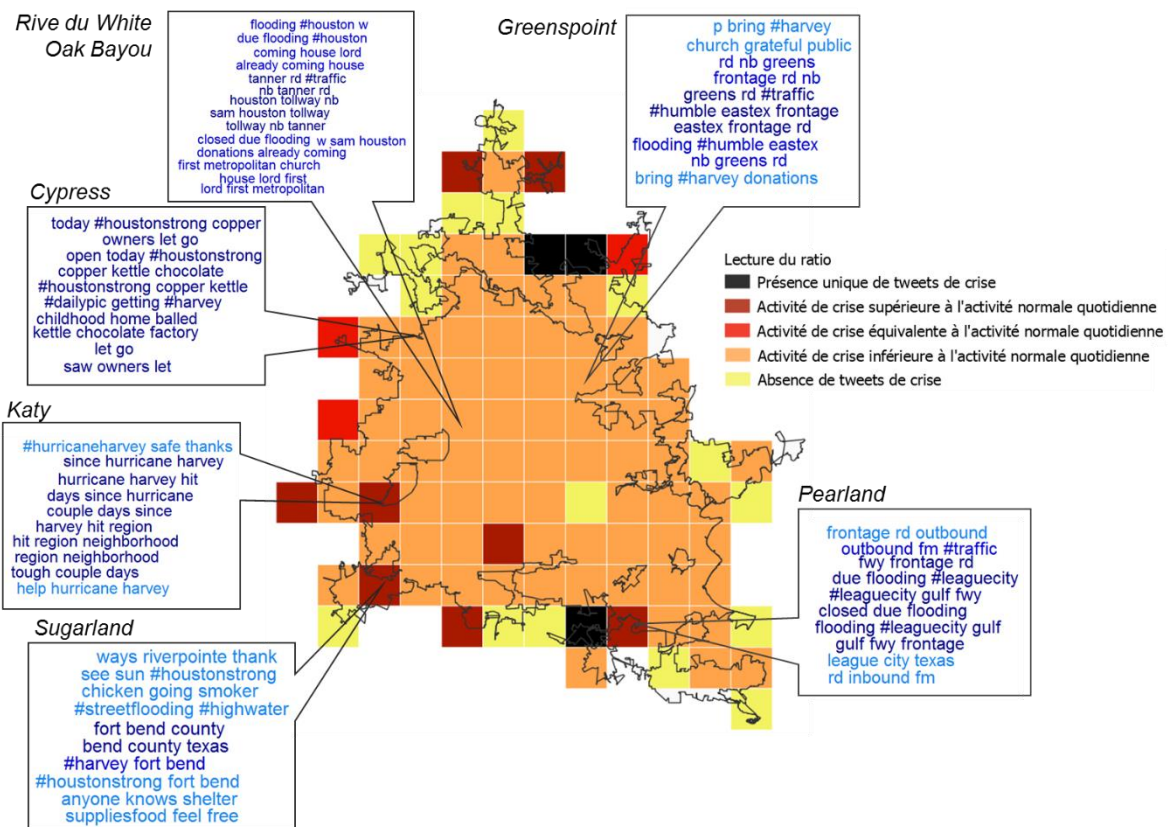 Rive du White
Oak Bayou
flooding #houston w
due flooding #houston
coming house lord
already coming house
tanner rd #traffic
nb tanner rd
houston tollway nb
sam houston tollway
tollway nb tanner
closed due flooding w sam houston
donations already coming
first metropolitan church
house lord first
lord first metropolitan
Greenspoint
p bring #harvey
church grateful public
rd nb greens
frontage rd nb
greens rd #traffic
#humble eastex frontage
eastex frontage rd
flooding #humble eastex
nb greens rd
bring #harvey donations
Cypress
today #houstonstrong copper
owners let go
open today #houstonstrong
copper kettle chocolate
#houstonstrong copper kettle
#dailypic getting #harvey
childhood home balled
kettle chocolate factory
let go
saw owners let
Lecture du ratio
Présence unique de tweets de crise
Activité de crise supérieure à l'activité normale quotidienne
Activité de crise équivalente à l'activité normale quotidienne
Activité de crise inférieure à l'activité normale quotidienne
Absence de tweets de crise
Katy
#hurricaneharvey safe thanks
since hurricane harvey
hurricane harvey hit
days since hurricane
couple days since
harvey hit region
hit region neighborhood
region neighborhood
tough couple days
help hurricane harvey
Pearland
frontage rd outbound
outbound fm #traffic
fwy frontage rd
due flooding #leaguecity
#leaguecity gulf fwy
closed due flooding
flooding #leaguecity gulf
gulf fwy frontage
league city texas
rd inbound fm
Sugarland
ways riverpointe thank
see sun #houstonstrong
chicken going smoker
#streetflooding #highwater
fort bend county
bend county texas
#harvey fort bend
#houstonstrong fort bend
anyone knows shelter
suppliesfood feel free